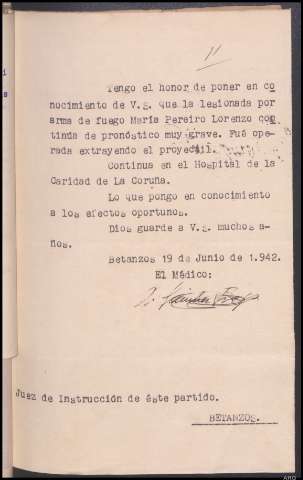 11
Tengo el honor de poner en co
nocimiento de V.S. que la lesionada por
arma de fuego María Pereiro Lorenzo con
tinúa de pronóstico muy grave. Fué ope-
rada extrayendo el proyectil.
Continua en el Hospital de la
Caridad de La Coruña.
Lo que pongo en conocimiento
a los efectos oportunos.
Dios guarde a V.S. muchos a-
ños.
Betanzos 19 de Junio de 1.942.
El Médico:
Juez de Instrucción de éste partido.
BETANZOS.